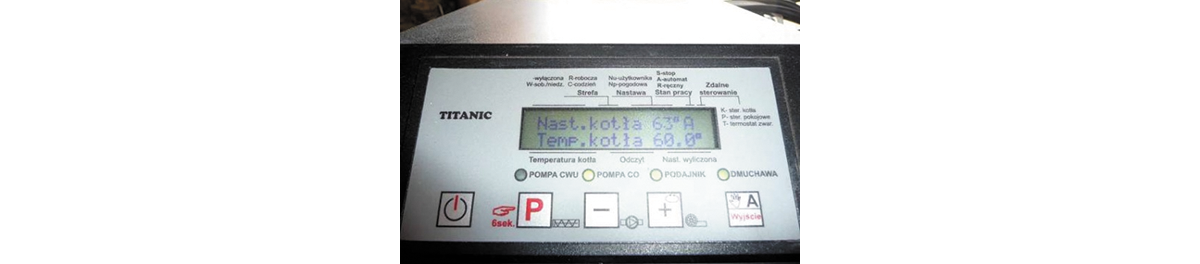 -wyłączona R-robocza Nu-użytkownika S-stop
W-sob./niedz. C-codzień Np-pogodowa A-automat Zdalne
Strefa Nastawa R-ręczny sterowanie
Stan pracy
K- ster. kotła
P- ster. pokojowe
T- termostat zwar.
TITANIC
Nast.kotła 63°A
Temp.kotła 60.0°
Temperatura kotła Odczyt Nast. wyliczona
POMPA CWU POMPA CO PODAJNIK DMUCHAWA
6sek. P − + A
Wyjście